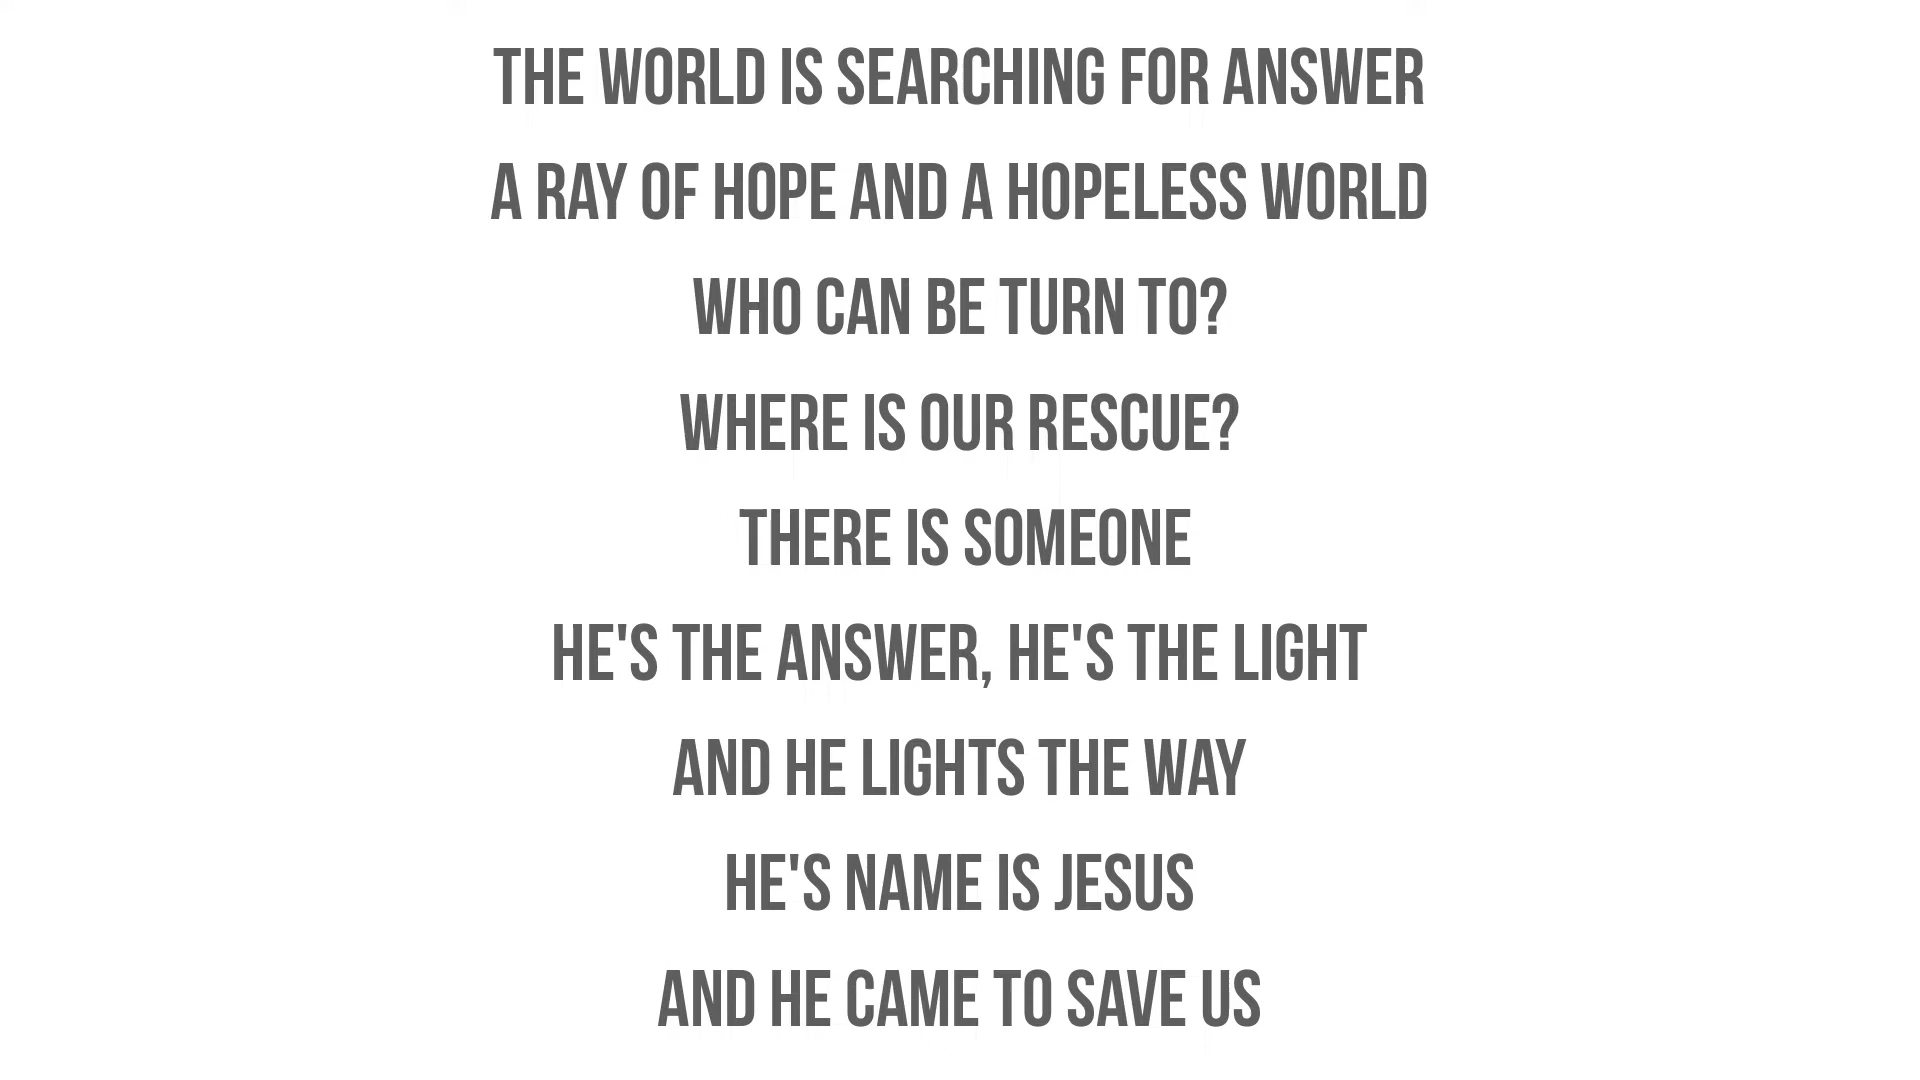 THE WORLD IS SEARCHING FOR ANSWER
A RAY OF HOPE AND A HOPELESS WORLD
WHO CAN BE TURN TO?
WHERE IS OUR RESCUE?
THERE IS SOMEONE
HE'S THE ANSWER, HE'S THE LIGHT
AND HE LIGHTS THE WAY
HE'S NAME IS JESUS
AND HE CAME TO SAVE US